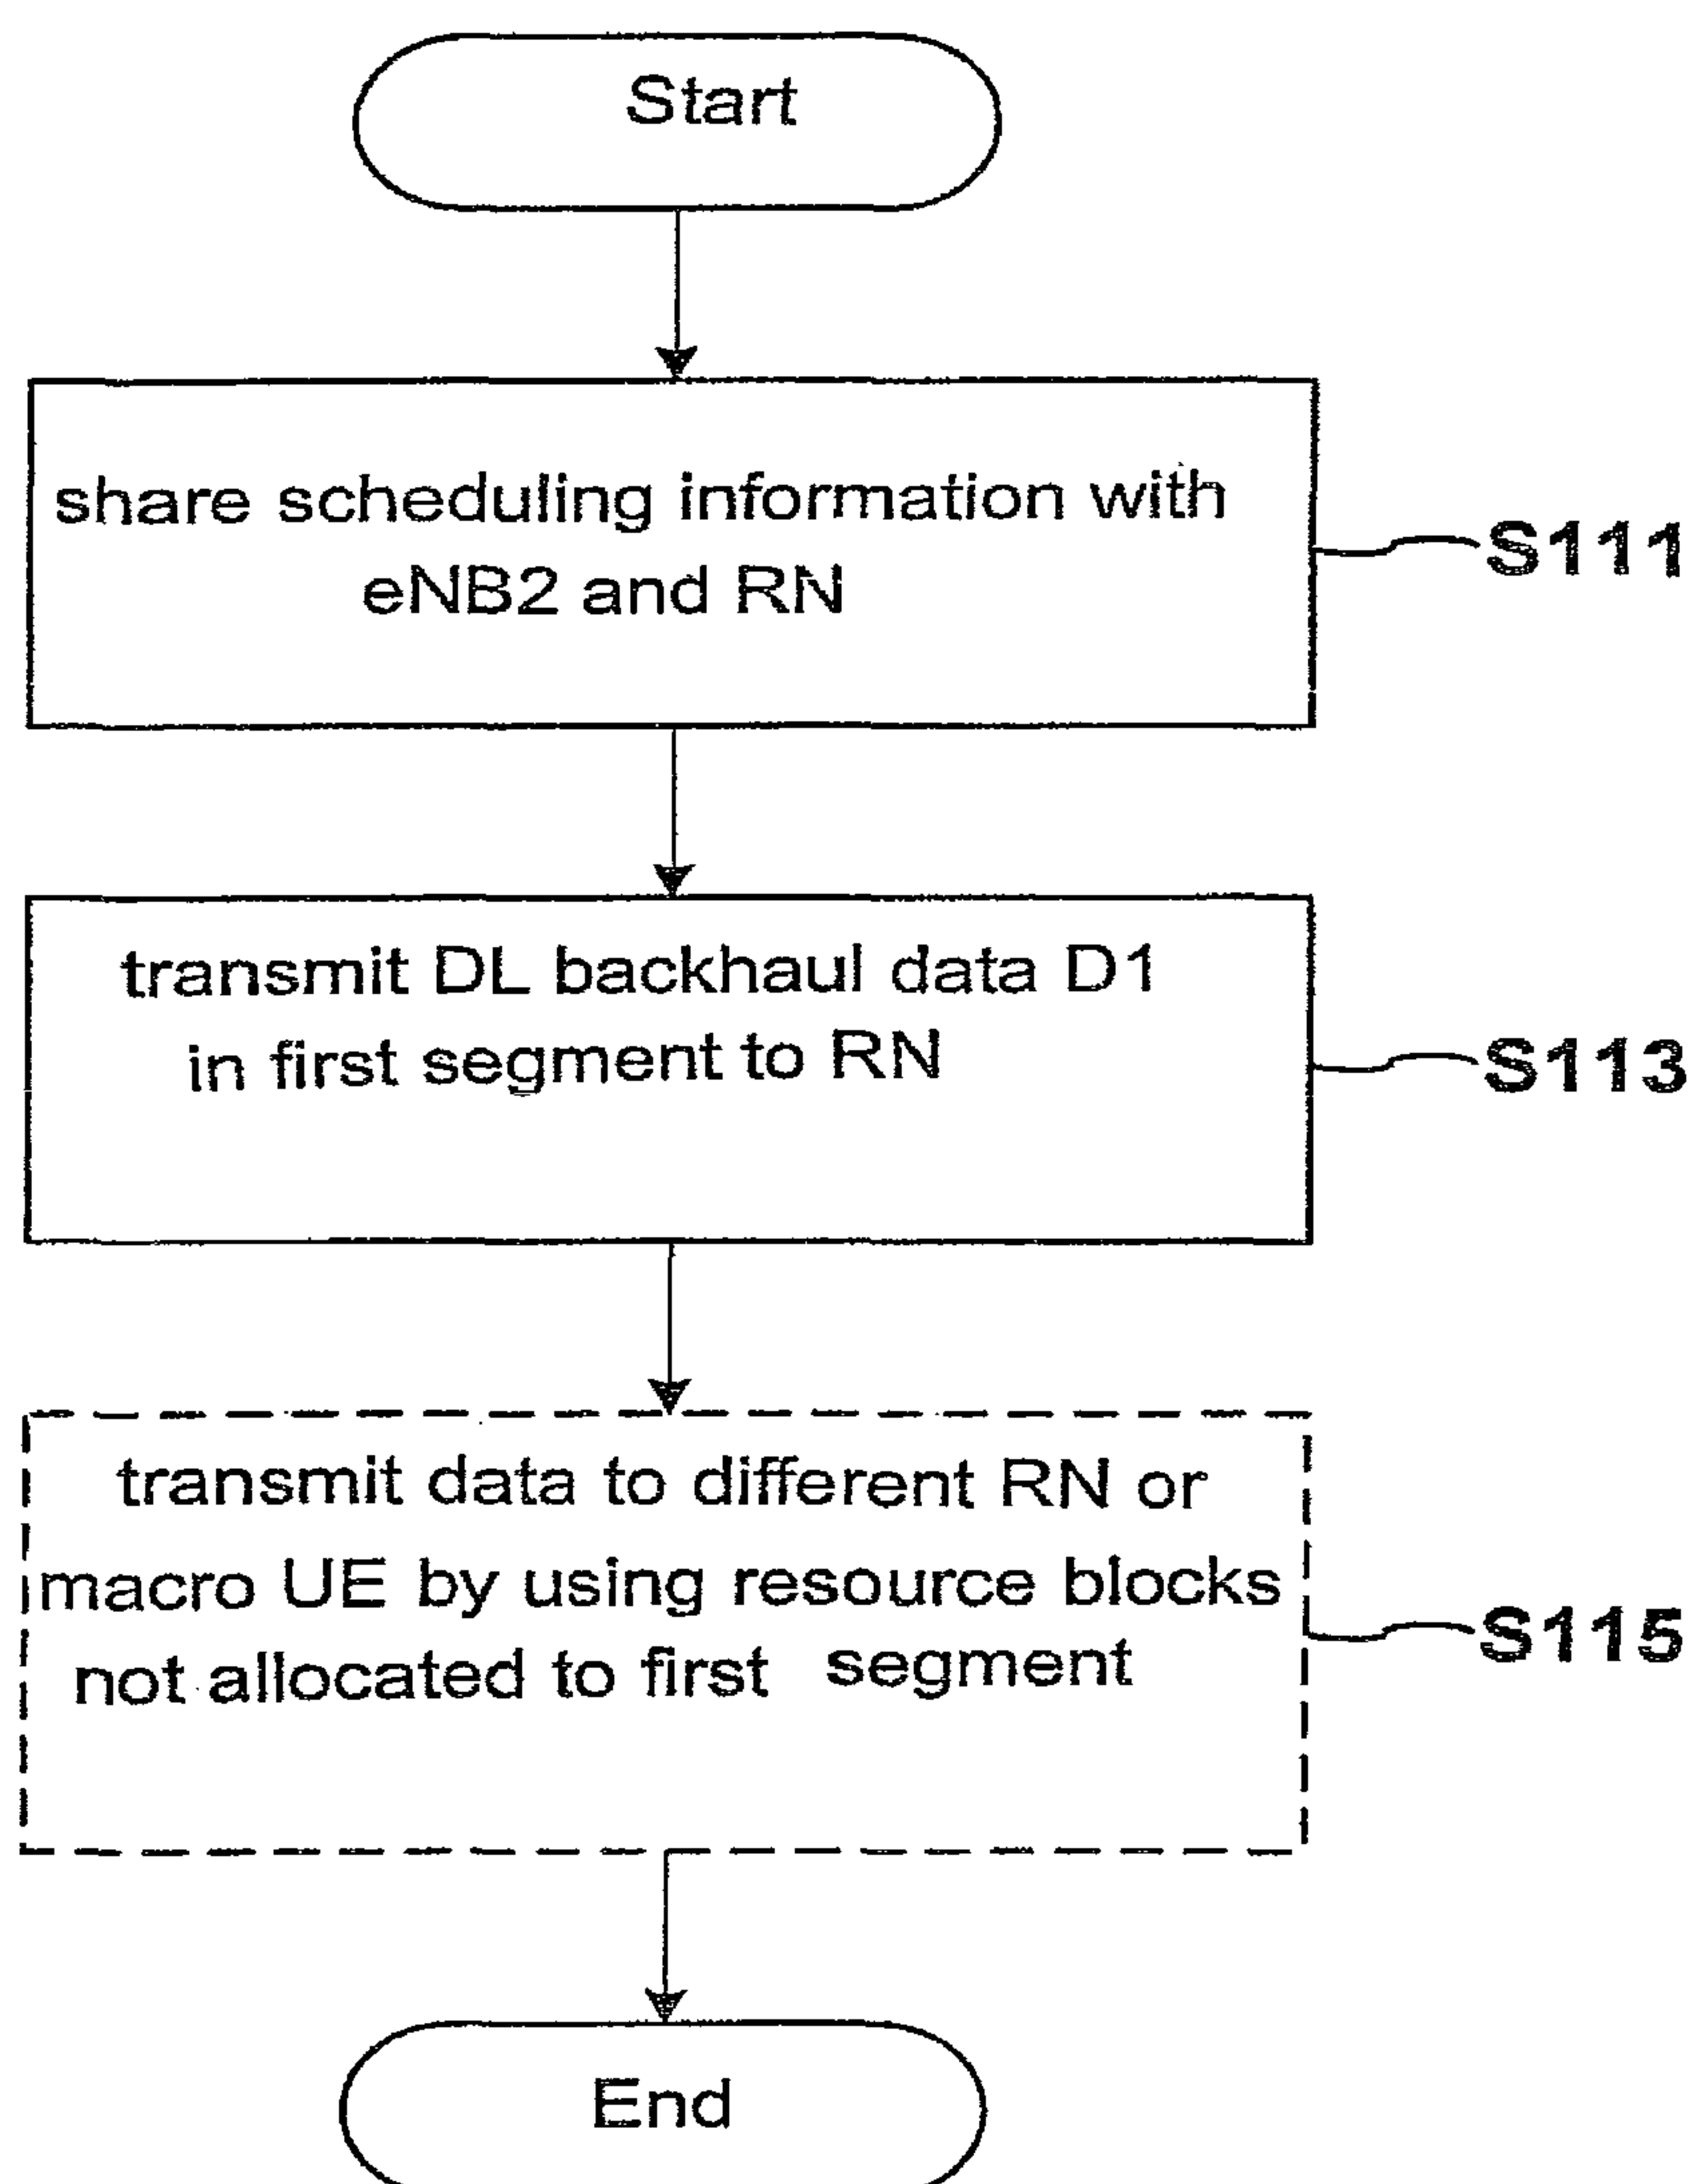 Start
share scheduling information with
eNB2 and RN
S111
transmit DL backhaul data D1
in first segment to RN
S113
transmit data to different RN or
macro UE by using resource blocks
not allocated to first segment
S115
End